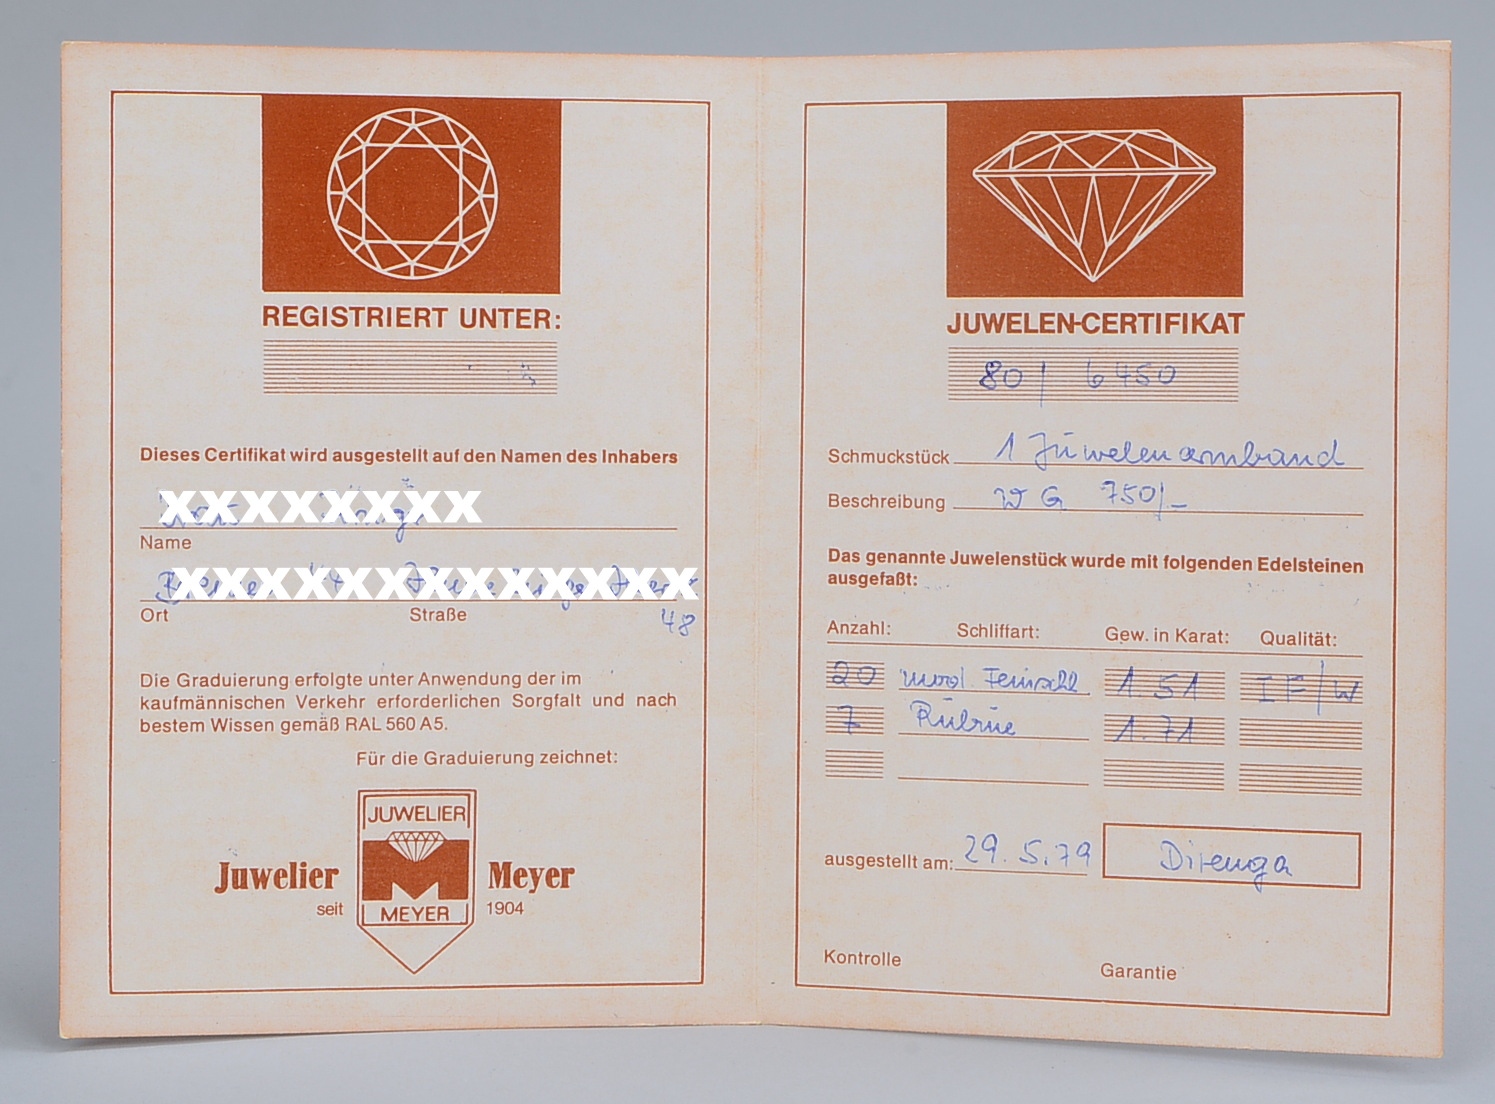 REGISTRIERT UNTER:
Dieses Certifikat wird ausgestellt auf den Namen des Inhabers
XXXXXXXXX
Name
XXXXXXXXXXXXXX
Ort Straße 48
Die Graduierung erfolgte unter Anwendung der im
kaufmännischen Verkehr erforderlichen Sorgfalt und nach
bestem Wissen gemäß RAL 560 A5.
Für die Graduierung zeichnet:
JUWELIER
Juwelier M Meyer
seit MEYER 1904
JUWELEN-CERTIFIKAT
80/ 6450
Schmuckstück 1 Juwelenarmband
Beschreibung WG 750/-
Das genannte Juwelenstück wurde mit folgenden Edelsteinen
ausgefaßt:
Anzahl: Schliffart: Gew. in Karat: Qualität:
20 1.51 IF/W
7 Rubine 1.71
ausgestellt am: 29.5.79
Kontrolle Garantie